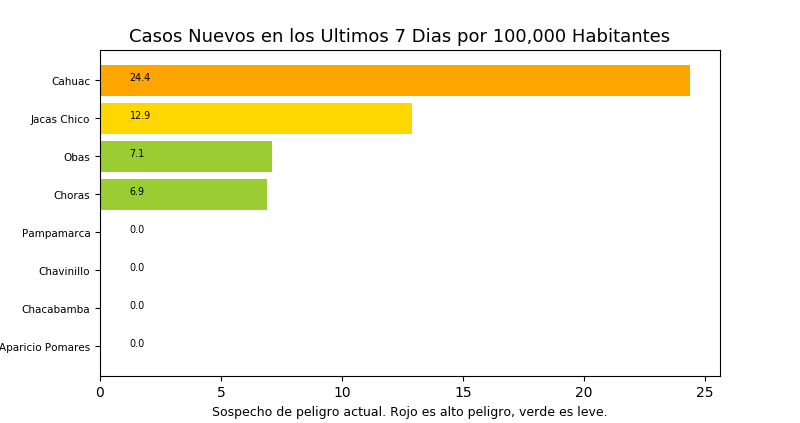 Casos Nuevos en los Ultimos 7 Dias por 100,000 Habitantes
Cahuac 24.4
Jacas Chico 12.9
Obas 7.1
Choras 6.9
Pampamarca 0.0
Chavinillo 0.0
Chacabamba 0.0
Aparicio Pomares 0.0
0 5 10 15 20 25
Sospecho de peligro actual. Rojo es alto peligro, verde es leve.